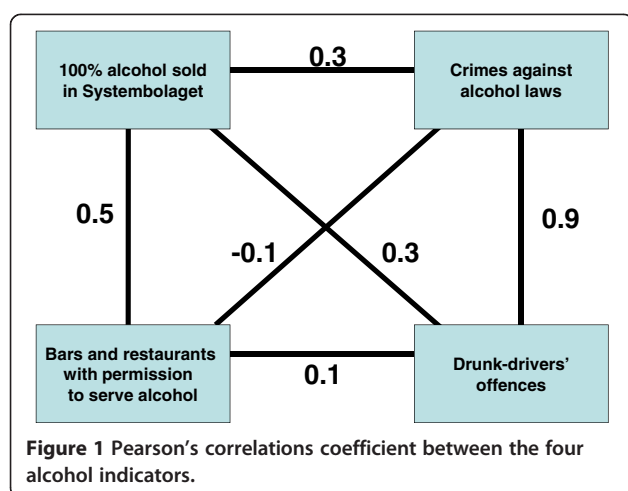 100% alcohol sold
in Systembolaget
0.3
Crimes against
alcohol laws
0.5
-0.1
0.3
0.9
Bars and restaurants
with permission
to serve alcohol
0.1
Drunk-drivers'
offences
Figure 1 Pearson's correlations coefficient between the four
alcohol indicators.